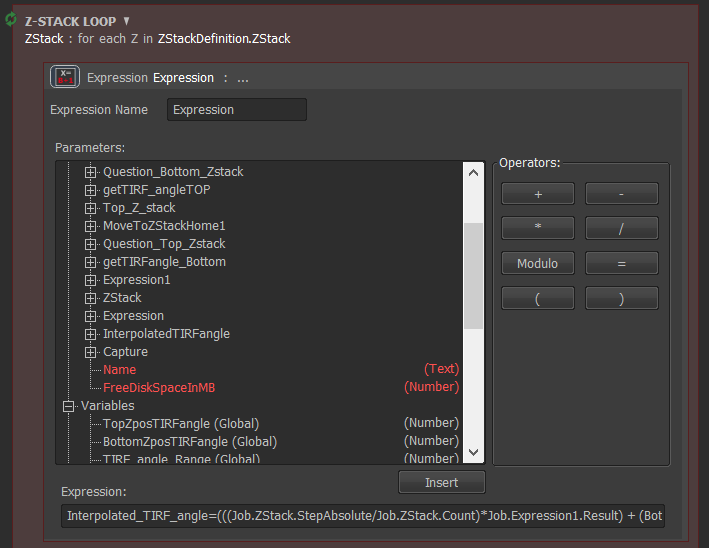 Z-STACK LOOP
ZStack : for each Z in ZStackDefinition.ZStack
X=
Expression Expression : ...
Expression Name Expression
Parameters:
Operators:
Question_Bottom_Zstack
getTIRF_angleTOP
Top_Z_stack
MoveToZStackHome1
Question_Top_Zstack
getTIRFangle_Bottom
Expression1
ZStack
Expression
InterpolatedTIRFangle
Capture
Name (Text)
FreeDiskSpaceInMB (Number)
Variables
TopZposTIRFangle (Global) (Number)
BottomZposTIRFangle (Global) (Number)
TIRF_angle_Range (Global) (Number)
+ -
* /
Modulo =
( )
Insert
Expression:
Interpolated_TIRF_angle=(((Job.ZStack.StepAbsolute/Job.ZStack.Count)*Job.Expression1.Result) + (Bot